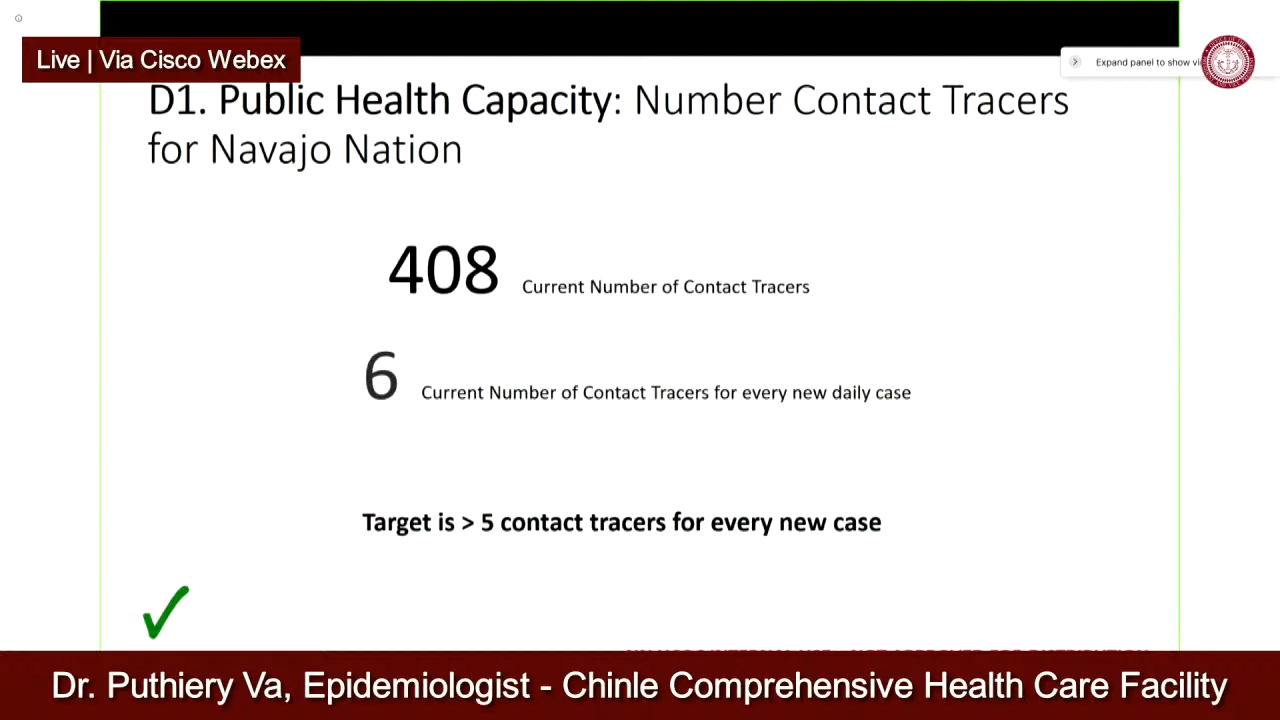 Live | Via Cisco Webex
Expand panel to show
D1. Public Health Capacity: Number Contact Tracers
for Navajo Nation
408 Current Number of Contact Tracers
6 Current Number of Contact Tracers for every new daily case
Target is > 5 contact tracers for every new case
Dr. Puthiery Va, Epidemiologist - Chinle Comprehensive Health Care Facility